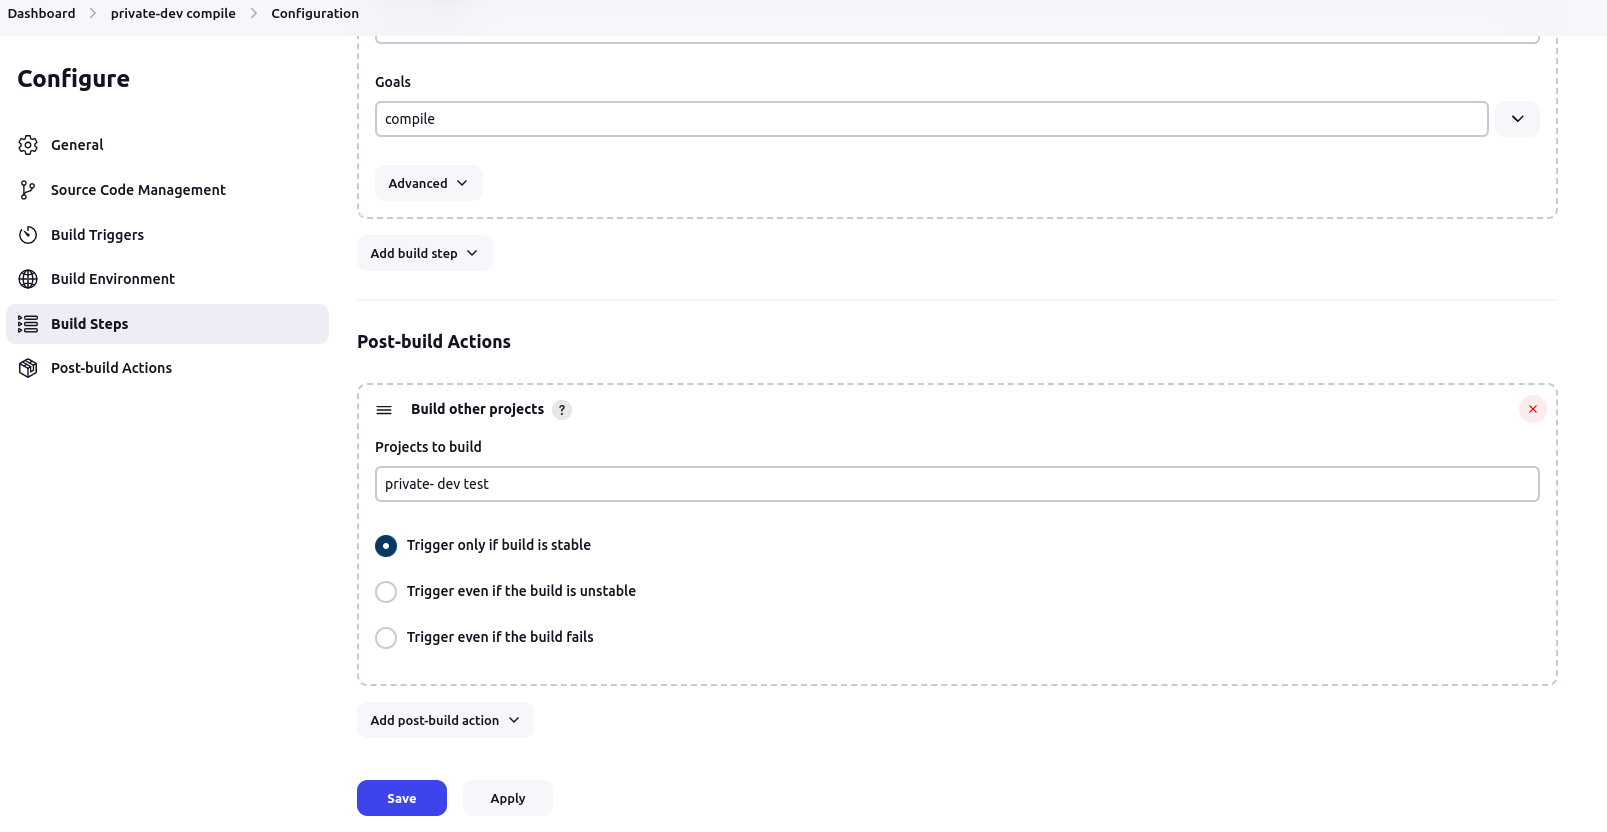 Dashboard > private-dev compile > Configuration
Configure
General
Source Code Management
Build Triggers
Build Environment
Build Steps
Post-build Actions
Goals
compile
Advanced
Add build step
Post-build Actions
Build other projects ?
Projects to build
private- dev test
Trigger only if build is stable
Trigger even if the build is unstable
Trigger even if the build fails
Add post-build action
Save Apply